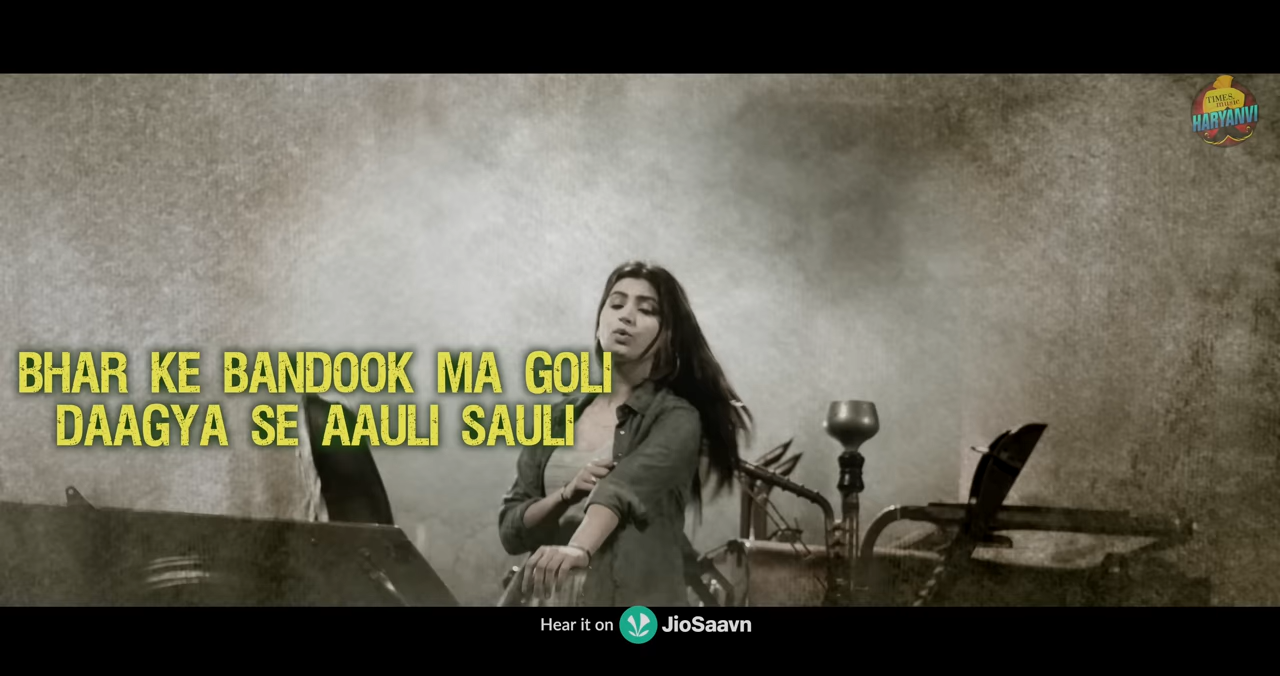 TIMES
music
HARYANVI
BHAR KE BANDOOK MA GOLI
DAAGYA SE AAULI SAULI
Hear it on JioSaavn